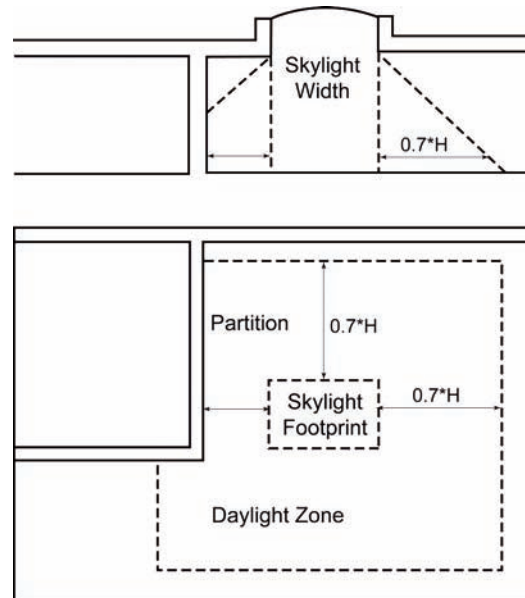 Skylight
Width
0.7*H
Partition
0.7*H
0.7*H
Skylight
Footprint
Daylight Zone